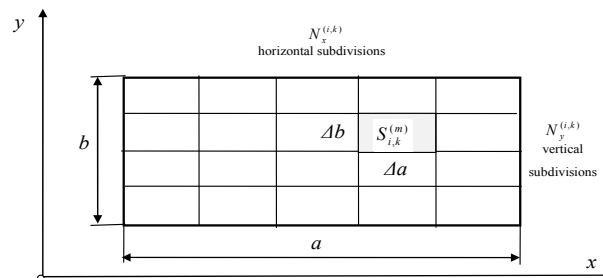 y
N_x^{(i,k)}
horizontal subdivisions
b
Δb
S_{i,k}^{(m)}
Δa
N_y^{(i,k)}
vertical
subdivisions
a
x